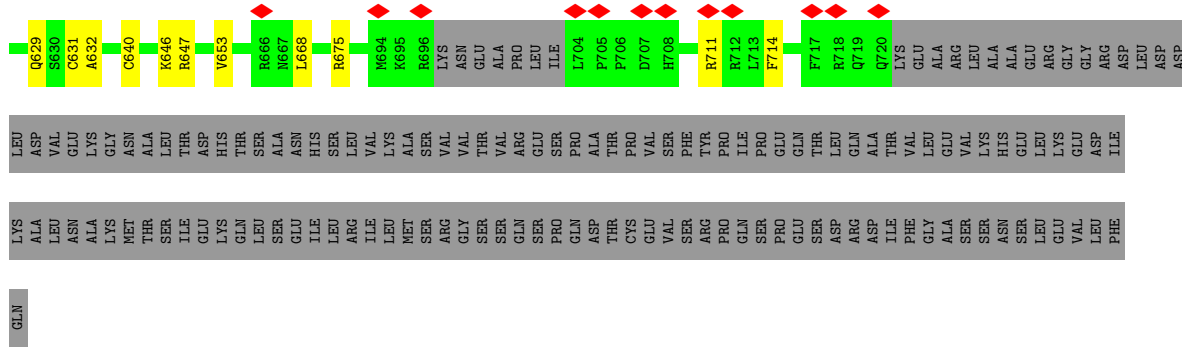 Q629 S630 C631 A632 C640 K646 R647 V653 R666 N667 L668 R675 M694 K695 R696 LYS ASN GLU ALA PRO LEU ILE L704 P705 P706 D707 H708 R711 R712 L713 F714 F717 R718 Q719 Q720 LYS GLU ALA ARG LEU ALA ALA GLU ARG GLY GLY ARG ASP LEU ASP ASP
LEU ASP VAL GLU LYS GLY ASN ALA LEU THR ASP HIS THR SER ALA ASN HIS SER LEU VAL LYS ALA SER VAL VAL THR VAL ARG GLU SER PRO ALA THR PRO VAL SER PHE TYR PRO ILE PRO GLU GLN THR LEU GLN ALA THR VAL LEU GLU VAL LYS HIS GLU LEU LYS GLU ASP ILE
LYS ALA LEU ASN ALA LYS MET THR SER ILE GLU LYS GLN LEU SER GLU ILE LEU ARG ILE LEU MET SER ARG GLY SER SER GLN SER PRO GLN ASP THR CYS GLU VAL SER ARG PRO GLN SER PRO GLU SER ASP ARG ASP ILE PHE GLY ALA SER SER ASN SER LEU GLU VAL LEU PHE
GLN